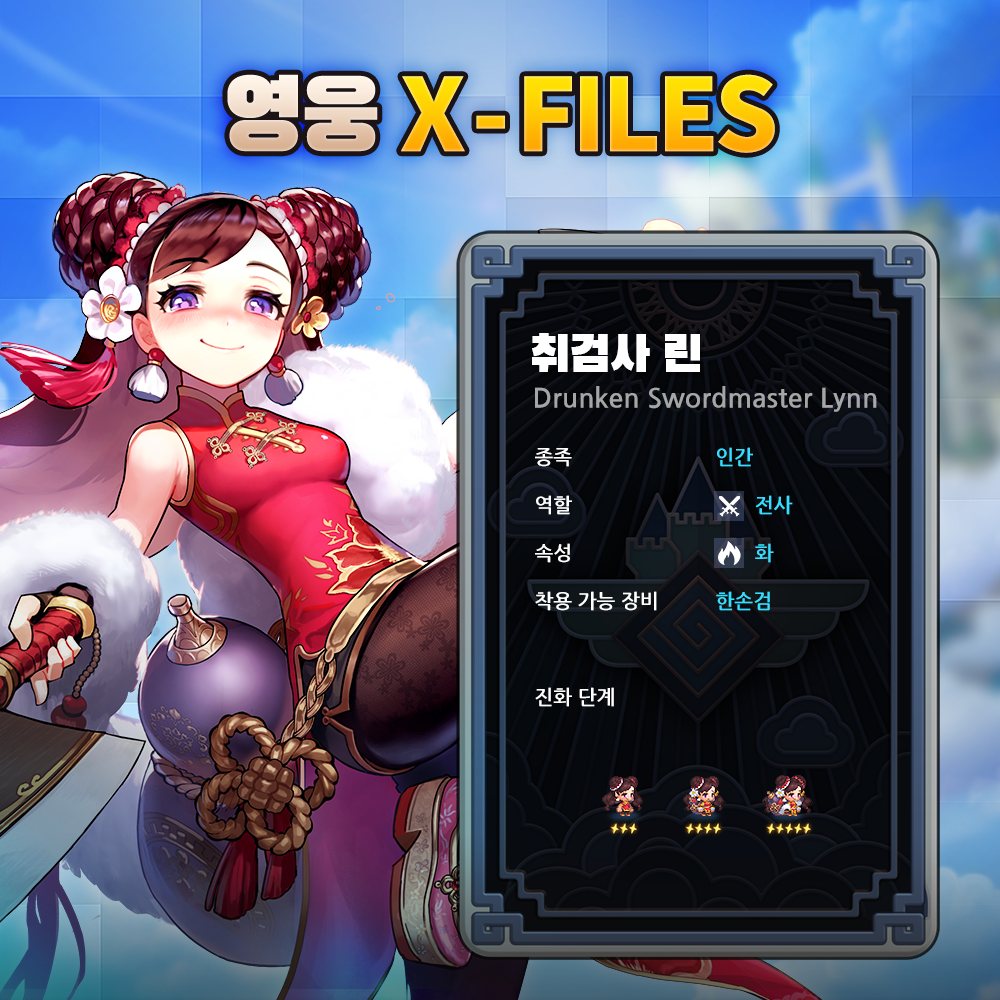 영웅 X-FILES
취검사 린
Drunken Swordmaster Lynn
종족 인간
역할 전사
속성 화
착용 가능 장비 한손검
진화 단계